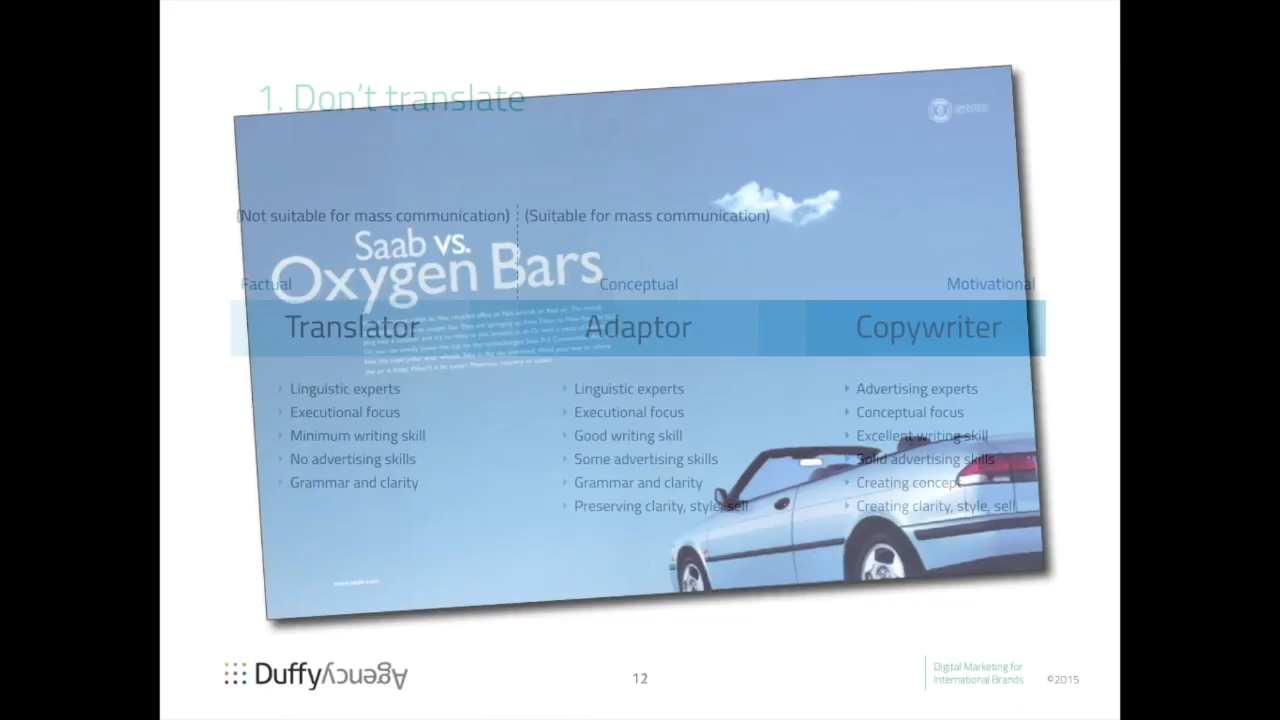 1. Don't translate
(Not suitable for mass communication)
(Suitable for mass communication)
Saab vs.
Oxygen Bars
Factual
Conceptual
Motivational
Translator
Adaptor
Copywriter
Linguistic experts
Executional focus
Minimum writing skill
No advertising skills
Grammar and clarity
Linguistic experts
Executional focus
Good writing skill
Some advertising skills
Grammar and clarity
Preserving clarity, style, sell
Advertising experts
Conceptual focus
Excellent writing skill
Solid advertising skills
Creating concept
Creating clarity, style, sell
www.saab.com
DuffyAgency
12
Digital Marketing for
International Brands
©2015